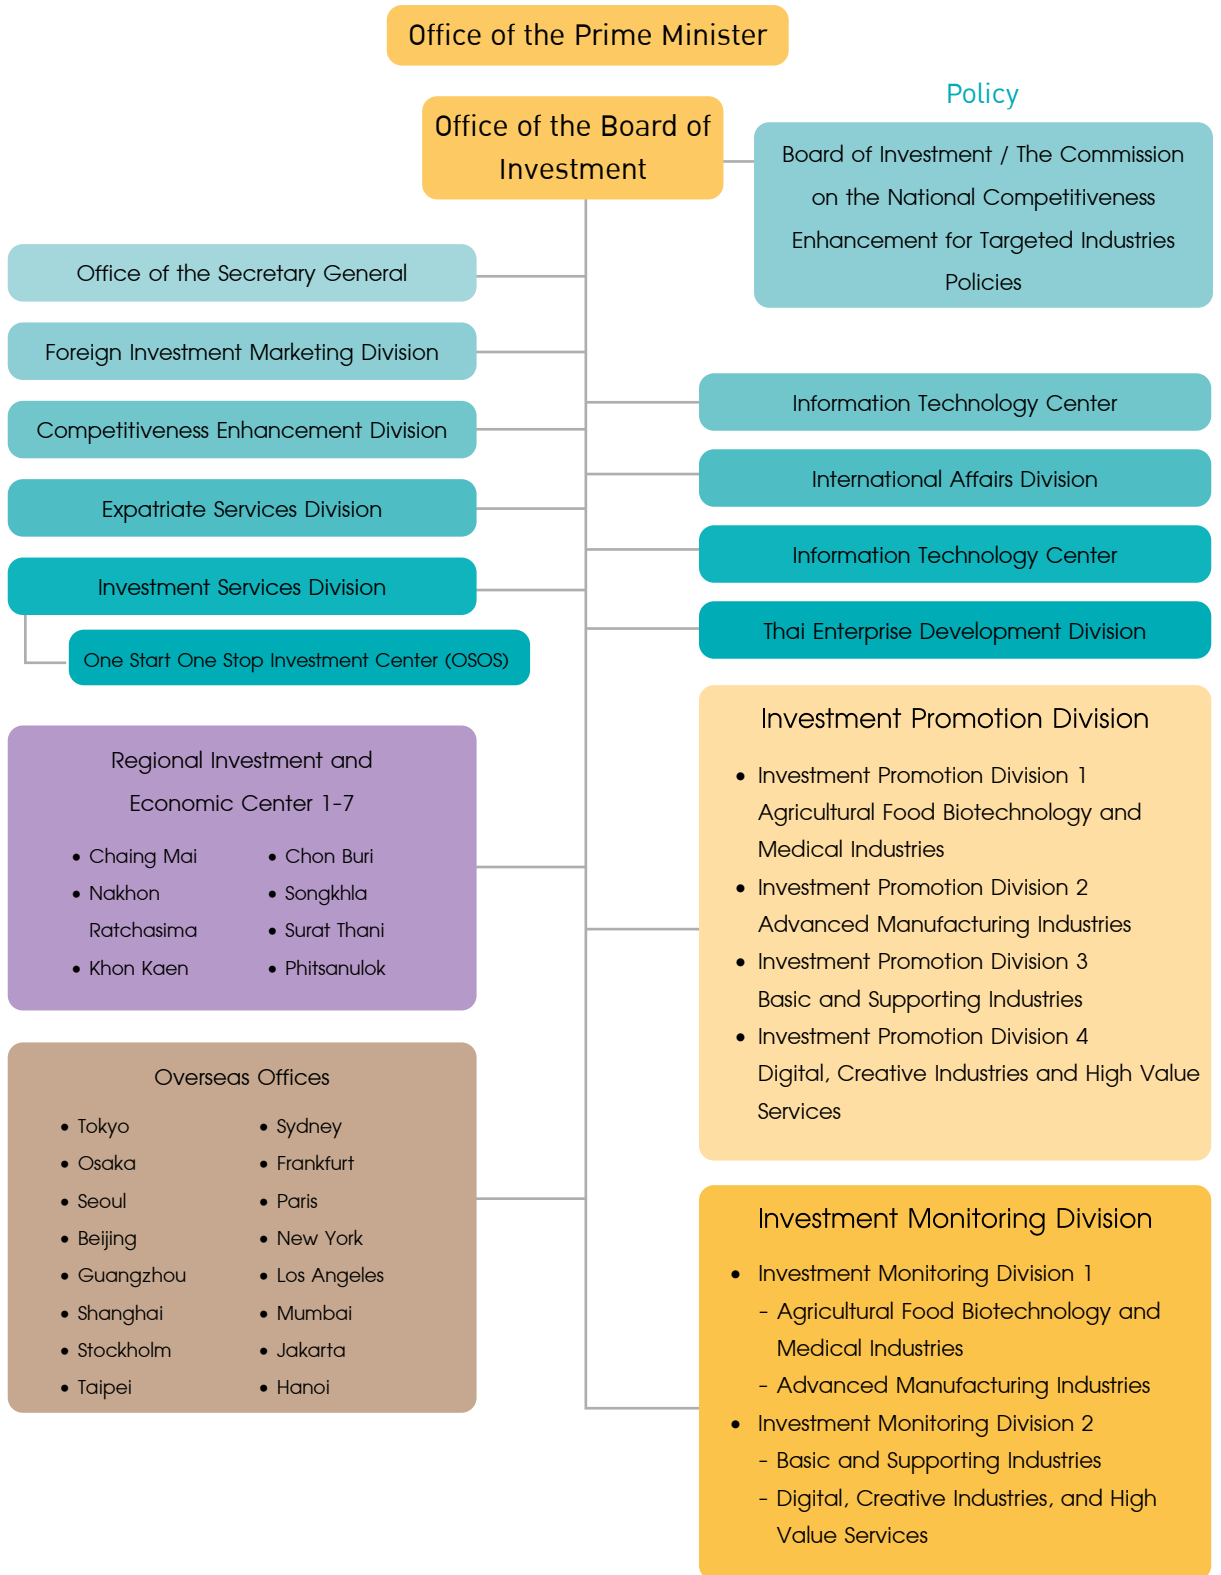 Office of the Prime Minister
Office of the Board of
Investment
Policy
Board of Investment / The Commission
on the National Competitiveness
Enhancement for Targeted Industries
Policies
Office of the Secretary General
Foreign Investment Marketing Division
Competitiveness Enhancement Division
Expatriate Services Division
Investment Services Division
One Start One Stop Investment Center (OSOS)
Information Technology Center
International Affairs Division
Information Technology Center
Thai Enterprise Development Division
Regional Investment and
Economic Center 1-7
• Chaing Mai
• Nakhon
Ratchasima
• Khon Kaen
• Chon Buri
• Songkhla
• Surat Thani
• Phitsanulok
Overseas Offices
• Tokyo
• Osaka
• Seoul
• Beijing
• Guangzhou
• Shanghai
• Stockholm
• Taipei
• Sydney
• Frankfurt
• Paris
• New York
• Los Angeles
• Mumbai
• Jakarta
• Hanoi
Investment Promotion Division
• Investment Promotion Division 1
Agricultural Food Biotechnology and
Medical Industries
• Investment Promotion Division 2
Advanced Manufacturing Industries
• Investment Promotion Division 3
Basic and Supporting Industries
• Investment Promotion Division 4
Digital, Creative Industries and High Value
Services
Investment Monitoring Division
• Investment Monitoring Division 1
- Agricultural Food Biotechnology and
Medical Industries
- Advanced Manufacturing Industries
• Investment Monitoring Division 2
- Basic and Supporting Industries
- Digital, Creative Industries, and High
Value Services